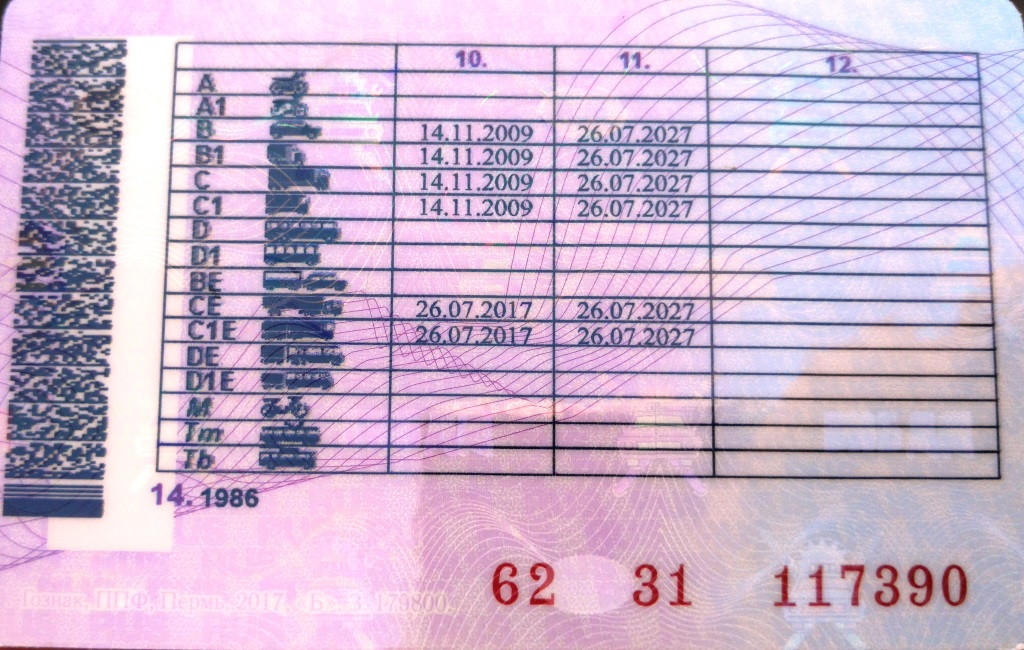 10. 11. 12.
A
A1
B 14.11.2009 26.07.2027
B1 14.11.2009 26.07.2027
C 14.11.2009 26.07.2027
C1 14.11.2009 26.07.2027
D
D1
BE
CE 26.07.2017 26.07.2027
C1E 26.07.2017 26.07.2027
DE
D1E
M
Tm
Tb
14. 1986
62 31 117390
Гознак, ППФ, Пермь, 2017, «Б». З. 179800.